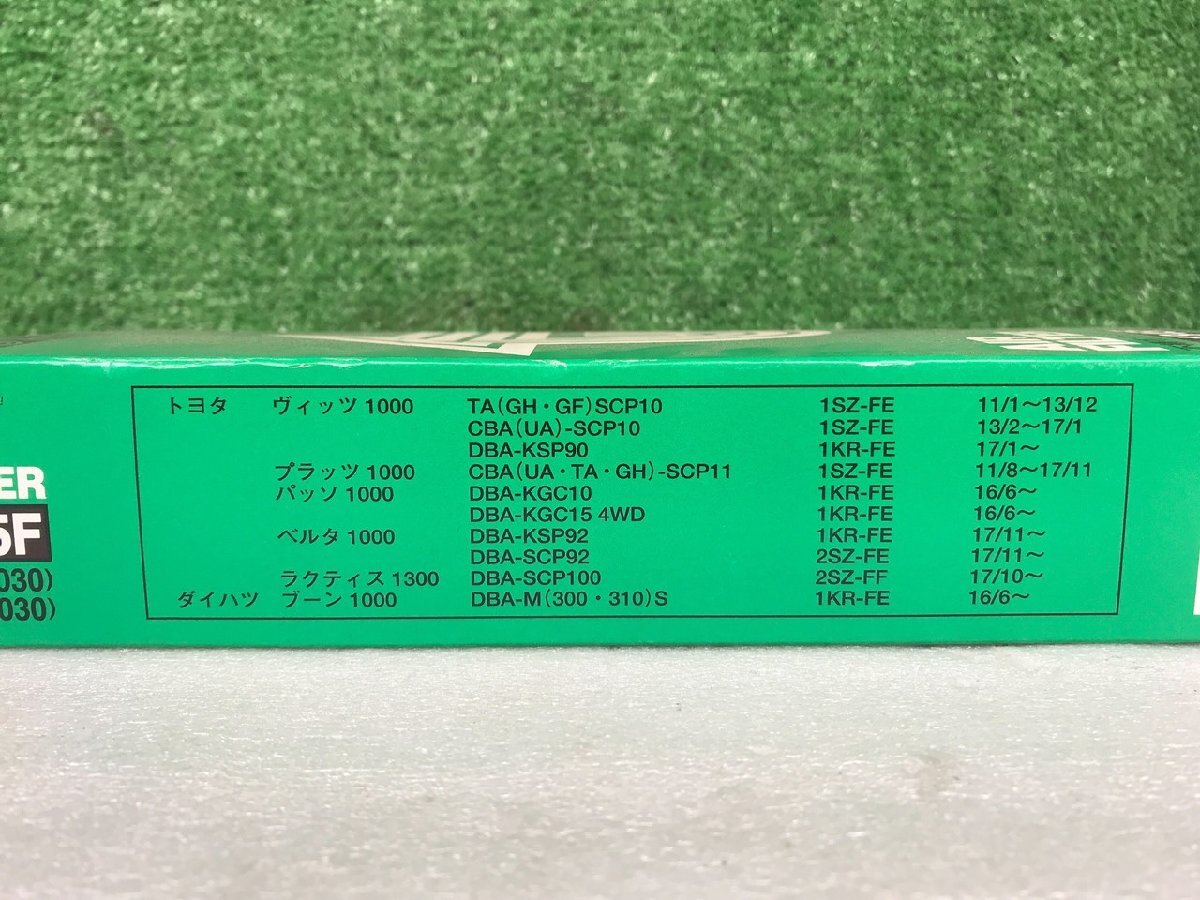 トヨタ ヴィッツ 1000 TA(GH・GF)SCP10 1SZ-FE 11/1〜13/12
CBA(UA)-SCP10 1SZ-FE 13/2〜17/1
DBA-KSP90 1KR-FE 17/1〜
プラッツ 1000 CBA(UA・TA・GH)-SCP11 1SZ-FE 11/8〜17/11
パッソ 1000 DBA-KGC10 1KR-FE 16/6〜
DBA-KGC15 4WD 1KR-FE 16/6〜
ベルタ 1000 DBA-KSP92 1KR-FE 17/11〜
DBA-SCP92 2SZ-FE 17/11〜
ラクティス 1300 DBA-SCP100 2SZ-FF 17/10〜
ダイハツ ブーン 1000 DBA-M(300・310)S 1KR-FE 16/6〜
ER
5F
030)
030)